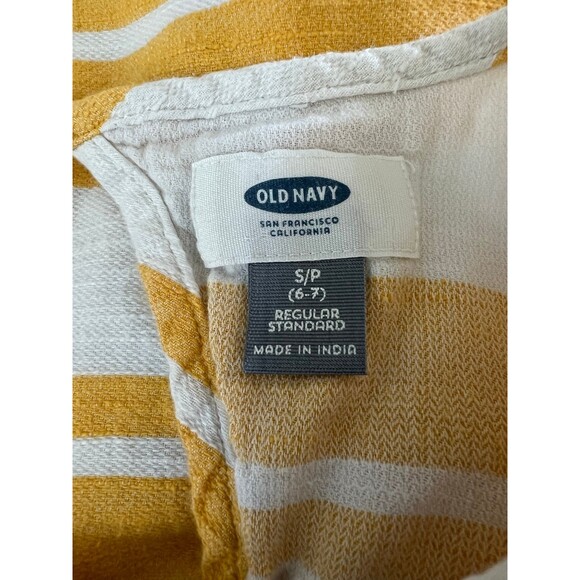 OLD NAVY
SAN FRANCISCO
CALIFORNIA
S/P
(6-7)
REGULAR
STANDARD
MADE IN INDIA